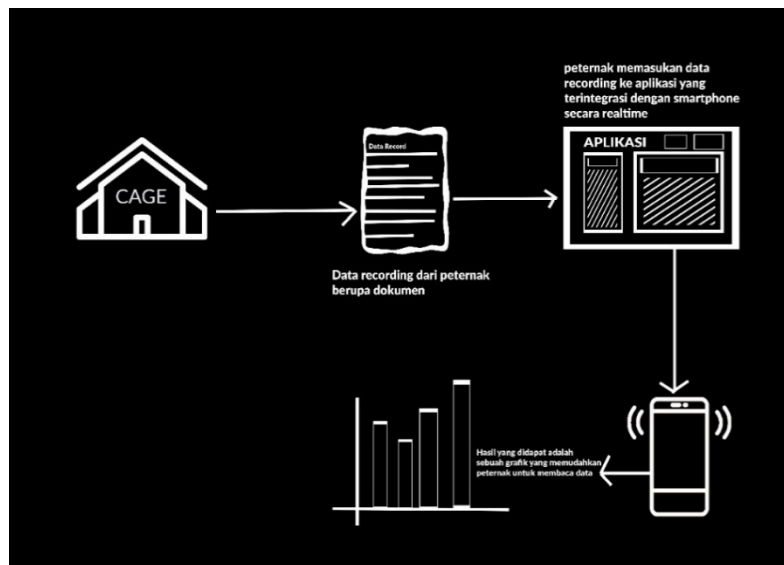 peternak memasukan data
recording ke aplikasi yang
terintegrasi dengan smartphone
secara realtime
APLIKASI
CAGE
Data Record
Data recording dari peternak
berupa dokumen
Hasil yang didapat adalah
sebuah grafik yang memudahkan
peternak untuk membaca data